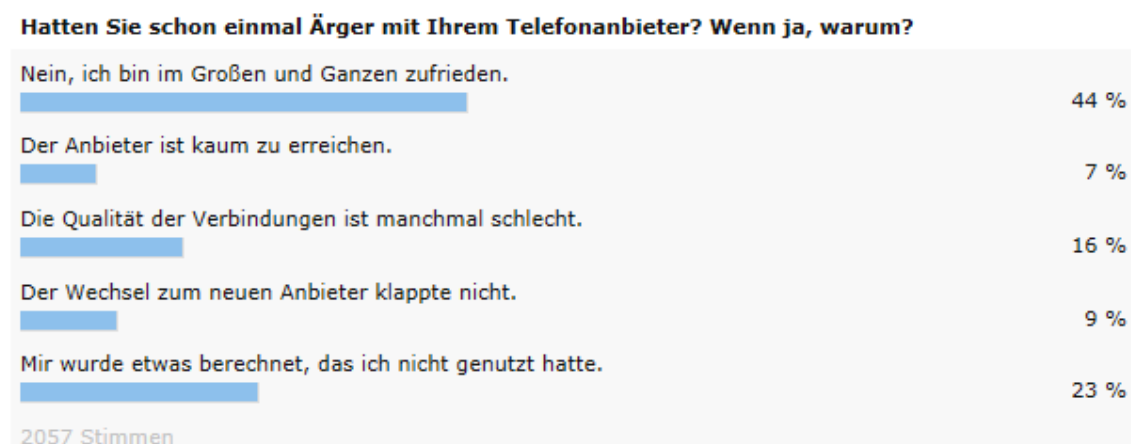 Hatten Sie schon einmal Ärger mit Ihrem Telefonanbieter? Wenn ja, warum?
Nein, ich bin im Großen und Ganzen zufrieden.
44 %
Der Anbieter ist kaum zu erreichen.
7 %
Die Qualität der Verbindungen ist manchmal schlecht.
16 %
Der Wechsel zum neuen Anbieter klappte nicht.
9 %
Mir wurde etwas berechnet, das ich nicht genutzt hatte.
23 %
2057 Stimmen